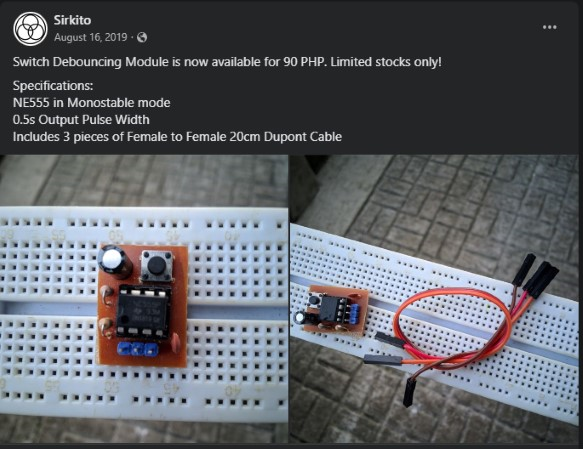 Sirkito
August 16, 2019 ·
Switch Debouncing Module is now available for 90 PHP. Limited stocks only!
Specifications:
NE555 in Monostable mode
0.5s Output Pulse Width
Includes 3 pieces of Female to Female 20cm Dupont Cable